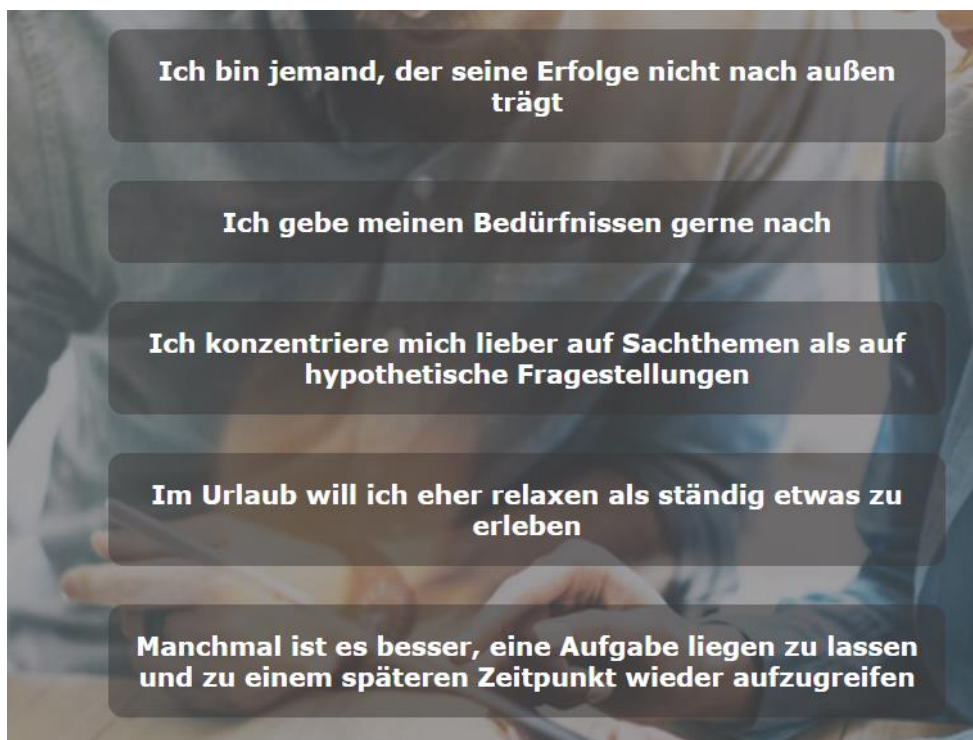 Ich bin jemand, der seine Erfolge nicht nach außen
trägt
Ich gebe meinen Bedürfnissen gerne nach
Ich konzentriere mich lieber auf Sachthemen als auf
hypothetische Fragestellungen
Im Urlaub will ich eher relaxen als ständig etwas zu
erleben
Manchmal ist es besser, eine Aufgabe liegen zu lassen
und zu einem späteren Zeitpunkt wieder aufzugreifen